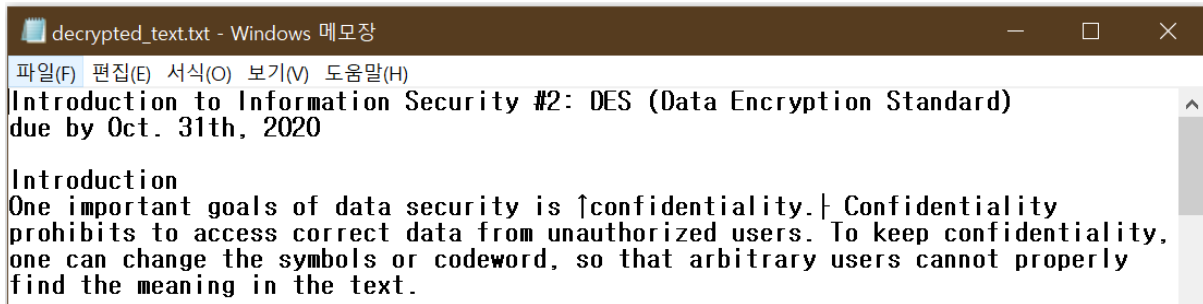 decrypted_text.txt - Windows 메모장
파일(F) 편집(E) 서식(O) 보기(V) 도움말(H)
Introduction to Information Security #2: DES (Data Encryption Standard)
due by Oct. 31th, 2020
Introduction
One important goals of data security is ↑confidentiality.├ Confidentiality
prohibits to access correct data from unauthorized users. To keep confidentiality,
one can change the symbols or codeword, so that arbitrary users cannot properly
find the meaning in the text.